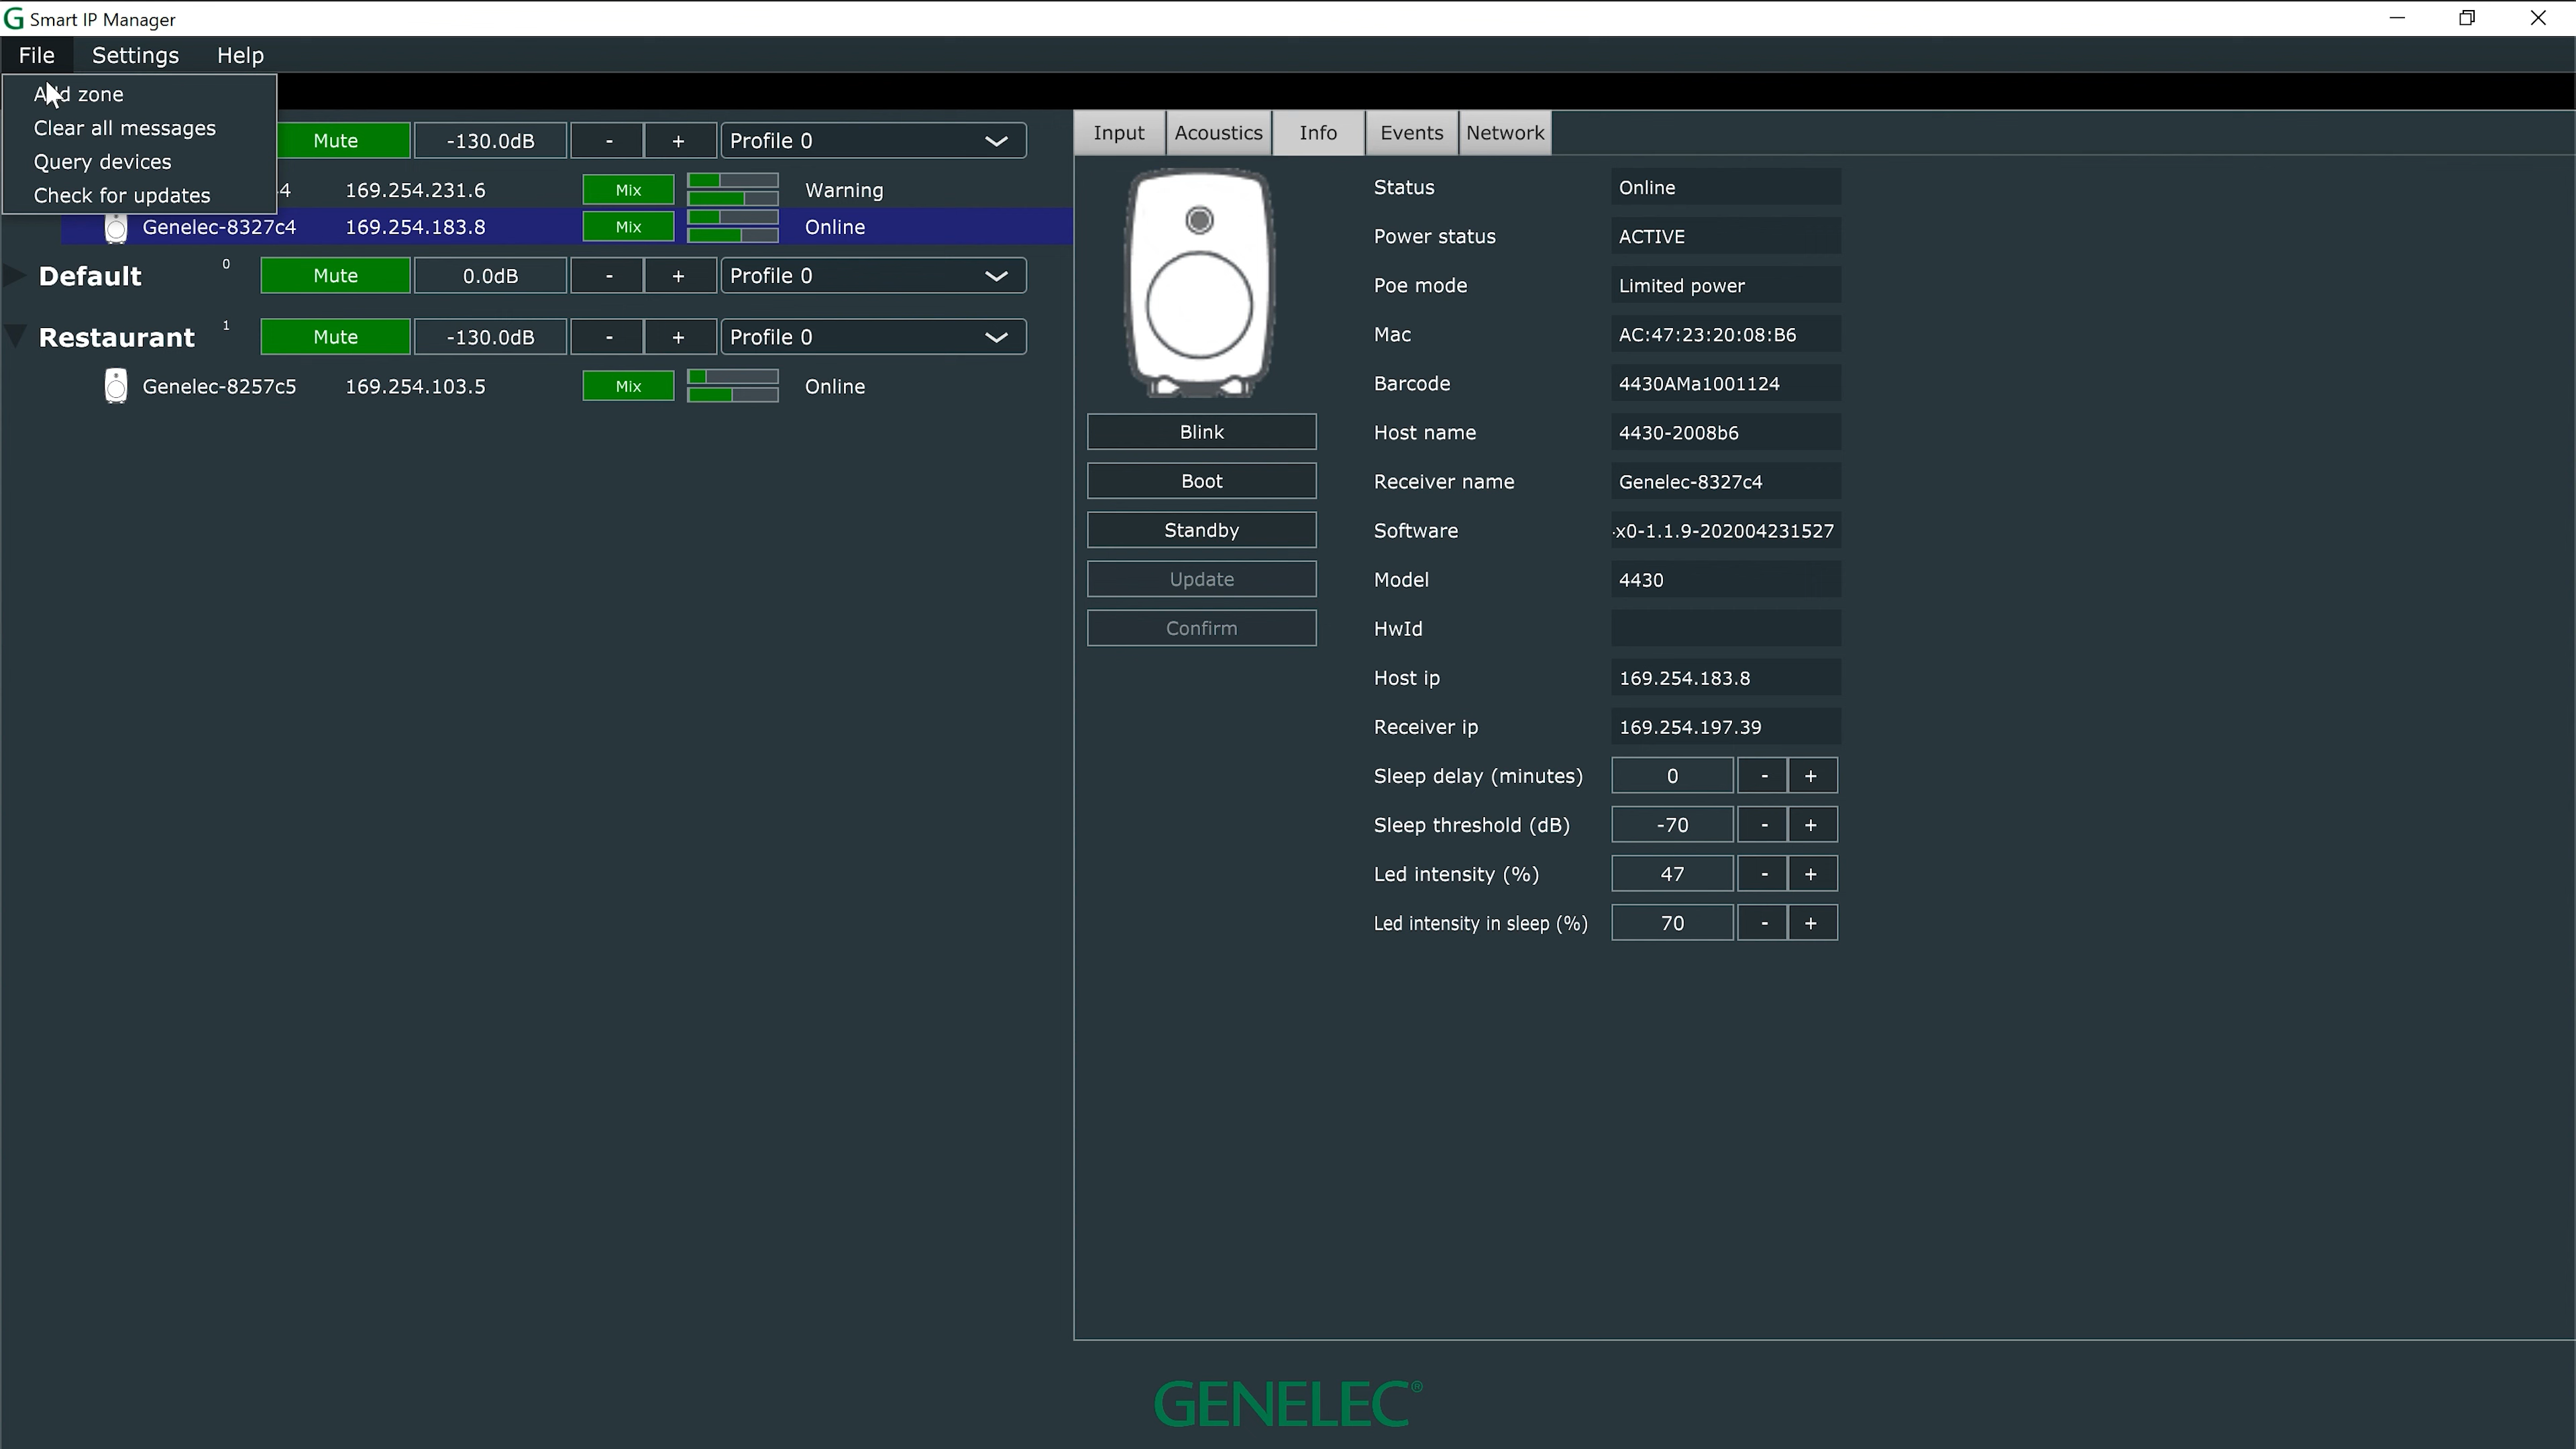 G Smart IP Manager
File Settings Help
Add zone
Clear all messages
Query devices
Check for updates
Mute -130.0dB - + Profile 0
4 169.254.231.6 Mix Warning
Genelec-8327c4 169.254.183.8 Mix Online
Default 0 Mute 0.0dB - + Profile 0
Restaurant 1 Mute -130.0dB - + Profile 0
Genelec-8257c5 169.254.103.5 Mix Online
Input Acoustics Info Events Network
Blink
Boot
Standby
Update
Confirm
Status Online
Power status ACTIVE
Poe mode Limited power
Mac AC:47:23:20:08:B6
Barcode 4430AMa1001124
Host name 4430-2008b6
Receiver name Genelec-8327c4
Software x0-1.1.9-202004231527
Model 4430
HwId
Host ip 169.254.183.8
Receiver ip 169.254.197.39
Sleep delay (minutes) 0 - +
Sleep threshold (dB) -70 - +
Led intensity (%) 47 - +
Led intensity in sleep (%) 70 - +
GENELEC®